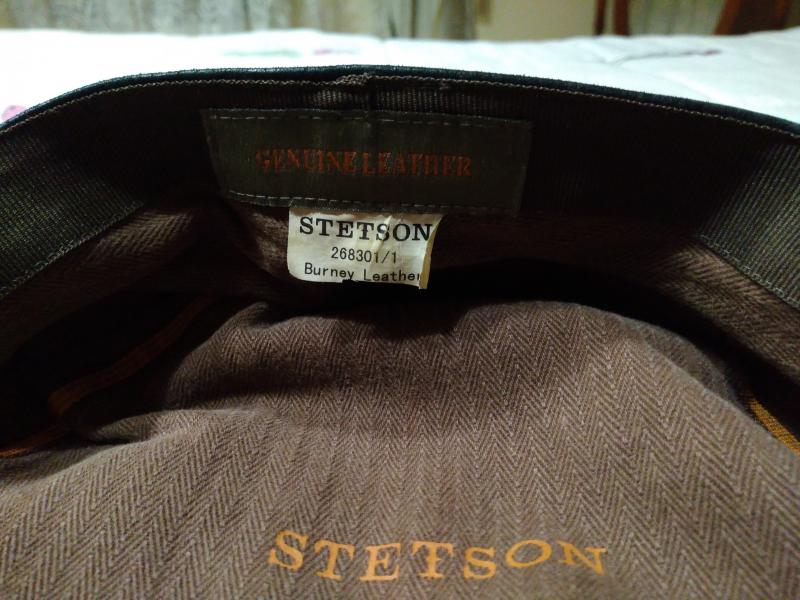 GENUINE LEATHER
STETSON
268301/1
Burney Leather
STETSON